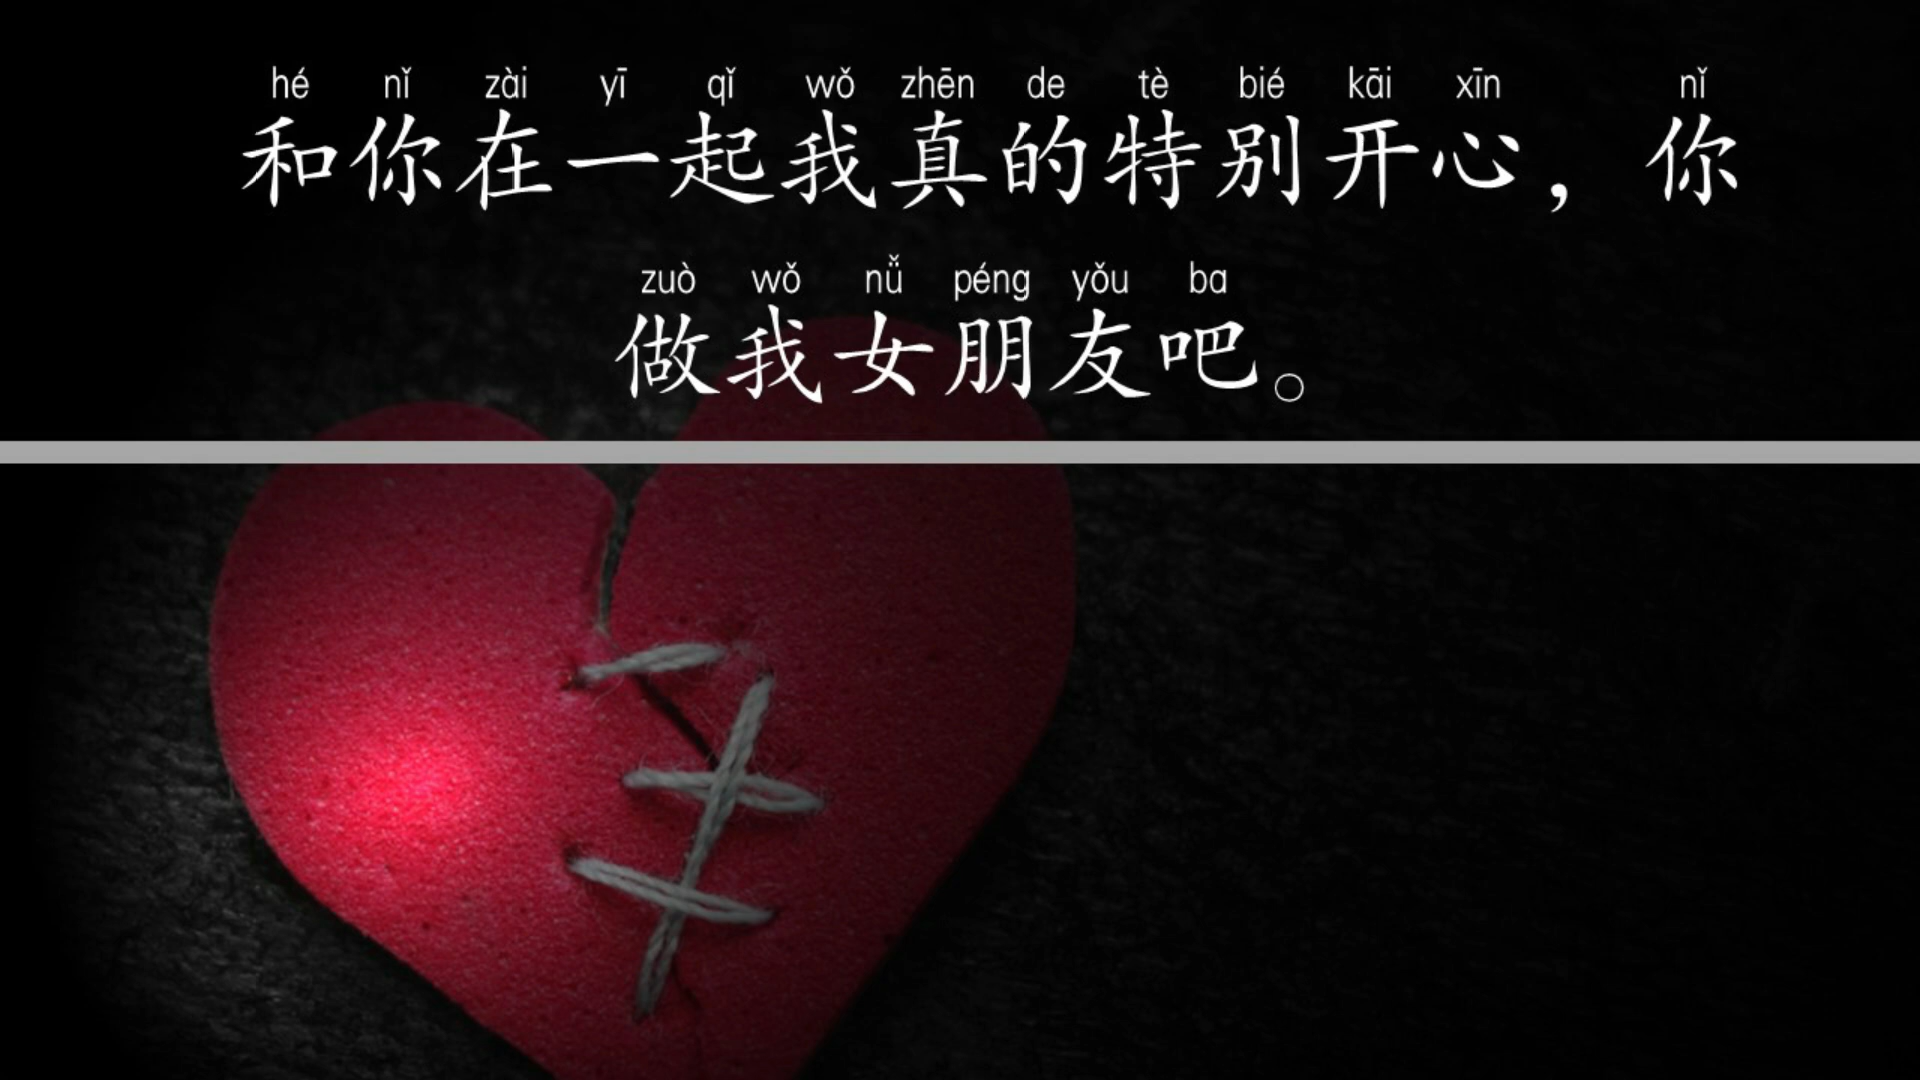 hé nǐ zài yī qǐ wǒ zhēn de tè bié kāi xīn nǐ
和你在一起我真的特别开心，你
zuò wǒ nǚ péng yǒu ba
做我女朋友吧。